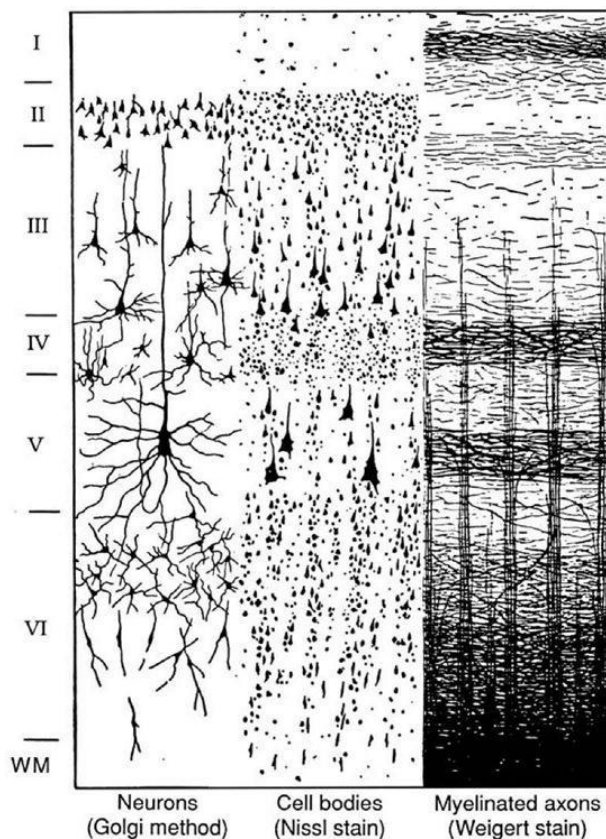 I
II
III
IV
V
VI
WM
Neurons
(Golgi method)
Cell bodies
(Nissl stain)
Myelinated axons
(Weigert stain)